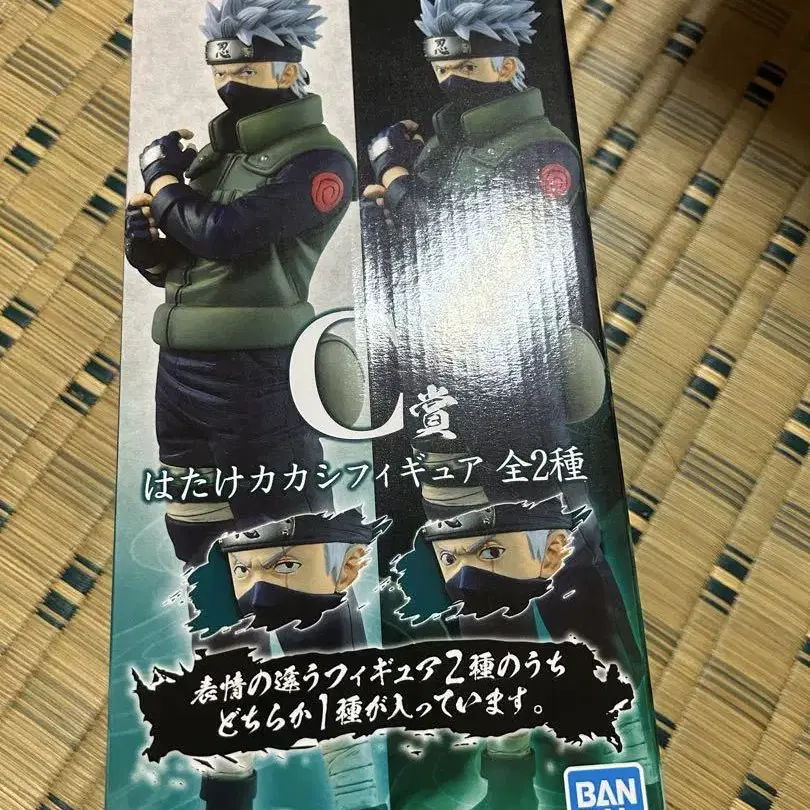 忍
忍
C賞
はたけカカシフィギュア 全2種
表情の違うフィギュア2種のうち
どちらか1種が入っています。
BAN